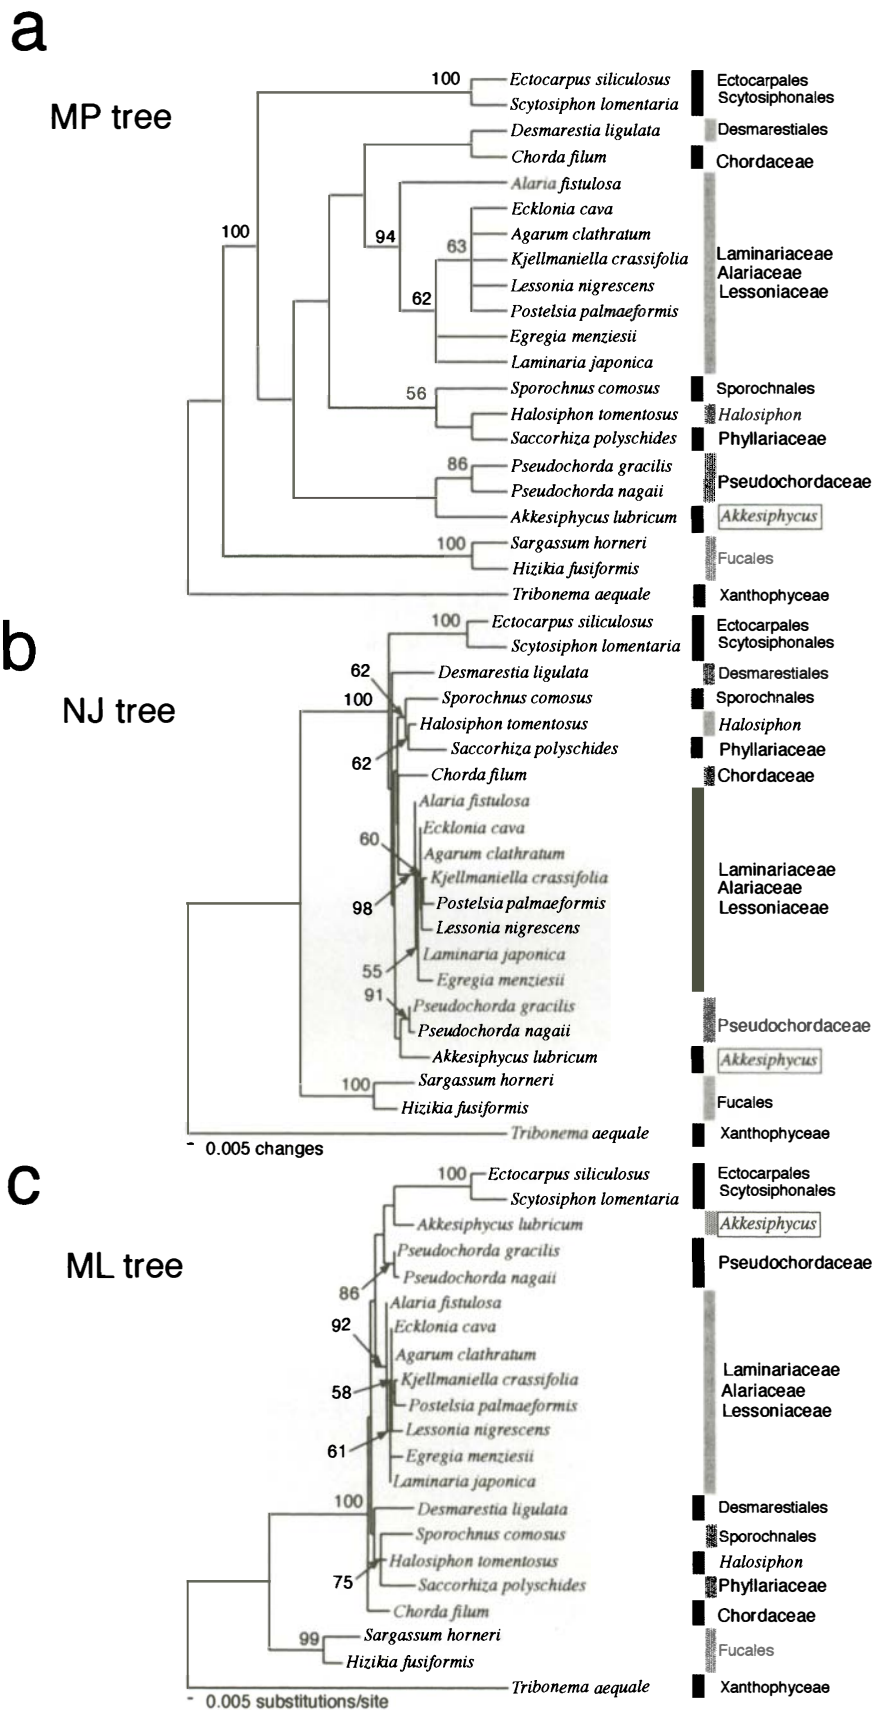 a
MP tree
100 Ectocarpus siliculosus Ectocarpales
Scytosiphon lomentaria Scytosiphonales
Desmarestia ligulata Desmarestiales
Chorda filum Chordaceae
Alaria fistulosa
Ecklonia cava
100 94 63 Agarum clathratum
Kjellmaniella crassifolia Laminariaceae
Alariaceae
Lessonia nigrescens Lessoniaceae
62 Postelsia palmaeformis
Egregia menziesii
Laminaria japonica
56 Sporochnus comosus Sporochnales
Halosiphon tomentosus Halosiphon
Saccorhiza polyschides Phyllariaceae
86 Pseudochorda gracilis
Pseudochordaceae
Pseudochorda nagaii
Akkesiphycus lubricum Akkesiphycus
100 Sargassum horneri
Fucales
Hizikia fusiformis
Tribonema aequale Xanthophyceae
b
NJ tree
100 Ectocarpus siliculosus Ectocarpales
Scytosiphon lomentaria Scytosiphonales
62 Desmarestia ligulata Desmarestiales
100 Sporochnus comosus Sporochnales
Halosiphon tomentosus Halosiphon
62 Saccorhiza polyschides Phyllariaceae
Chorda filum Chordaceae
Alaria fistulosa
60 Ecklonia cava
Agarum clathratum
Kjellmaniella crassifolia Laminariaceae
Alariaceae
98 Postelsia palmaeformis Lessoniaceae
Lessonia nigrescens
Laminaria japonica
55 Egregia menziesii
91 Pseudochorda gracilis
Pseudochordaceae
Pseudochorda nagaii
Akkesiphycus lubricum Akkesiphycus
100 Sargassum horneri
Fucales
Hizikia fusiformis
Tribonema aequale Xanthophyceae
0.005 changes
c
ML tree
100 Ectocarpus siliculosus Ectocarpales
Scytosiphon lomentaria Scytosiphonales
Akkesiphycus lubricum Akkesiphycus
Pseudochorda gracilis
Pseudochordaceae
86 Pseudochorda nagaii
Alaria fistulosa
92 Ecklonia cava
Agarum clathratum
58 Kjellmaniella crassifolia Laminariaceae
Alariaceae
Postelsia palmaeformis Lessoniaceae
61 Lessonia nigrescens
Egregia menziesii
Laminaria japonica
100 Desmarestia ligulata Desmarestiales
Sporochnus comosus Sporochnales
Halosiphon tomentosus Halosiphon
75 Saccorhiza polyschides Phyllariaceae
Chorda filum Chordaceae
99 Sargassum horneri
Fucales
Hizikia fusiformis
Tribonema aequale Xanthophyceae
0.005 substitutions/site